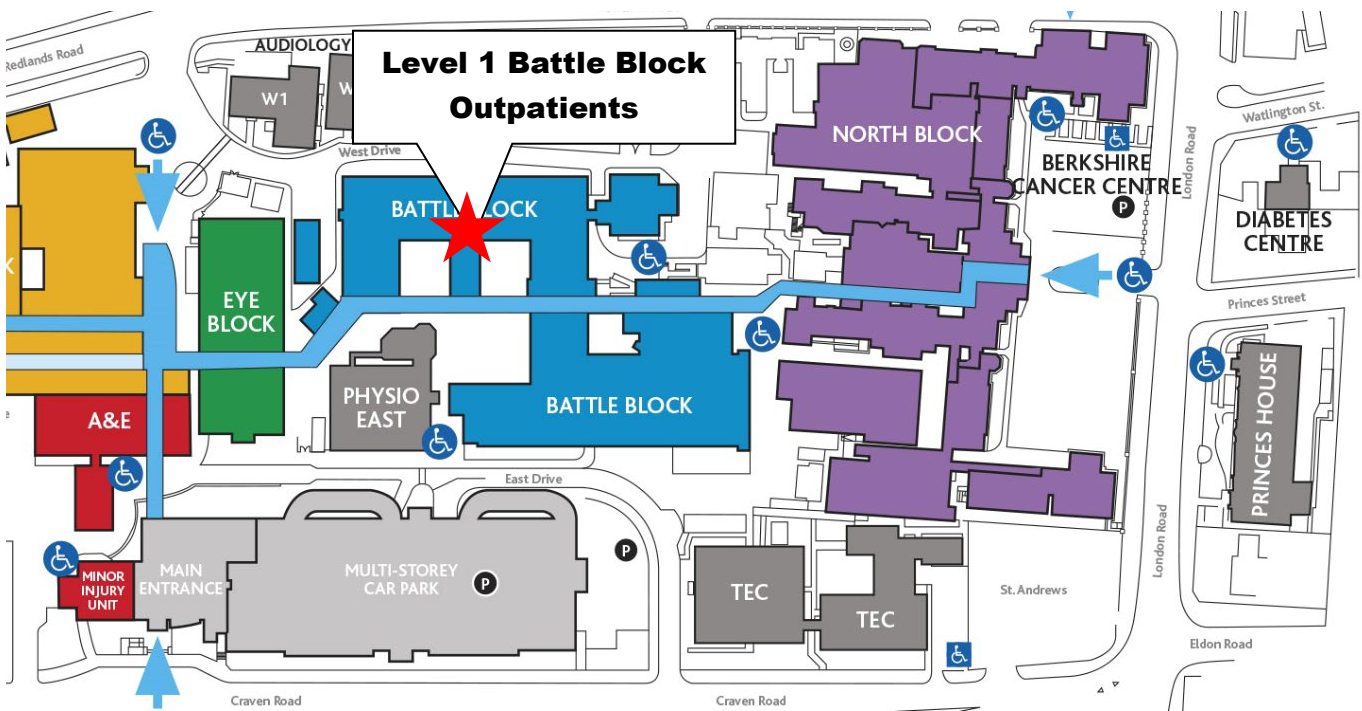 Redlands Road
AUDIOLOGY
Level 1 Battle Block
Outpatients
W1
W
West Drive
NORTH BLOCK
BERKSHIRE
CANCER CENTRE
P
London Road
Watlington St.
DIABETES
CENTRE
BATTLE BLOCK
K
EYE
BLOCK
Princes Street
PHYSIO
EAST
BATTLE BLOCK
A&E
PRINCES HOUSE
East Drive
MINOR
INJURY
UNIT
MAIN
ENTRANCE
MULTI-STOREY
CAR PARK
P
P
TEC
TEC
St. Andrews
London Road
Eldon Road
Craven Road
Craven Road